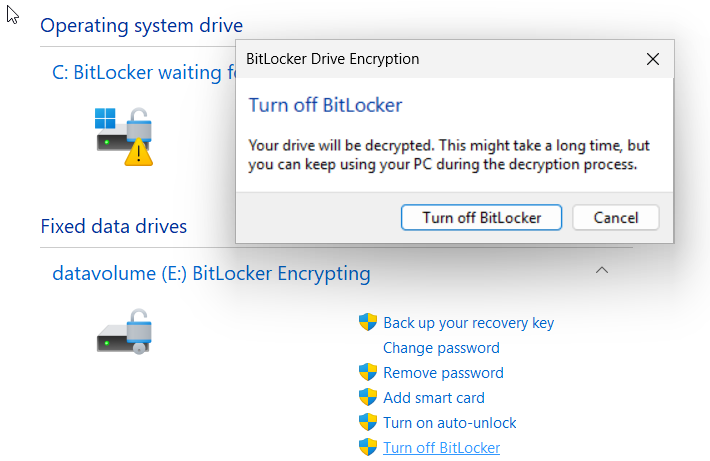 Operating system drive
C: BitLocker waiting fo
BitLocker Drive Encryption
Turn off BitLocker
Your drive will be decrypted. This might take a long time, but
you can keep using your PC during the decryption process.
Turn off BitLocker
Cancel
Fixed data drives
datavolume (E:) BitLocker Encrypting
Back up your recovery key
Change password
Remove password
Add smart card
Turn on auto-unlock
Turn off BitLocker